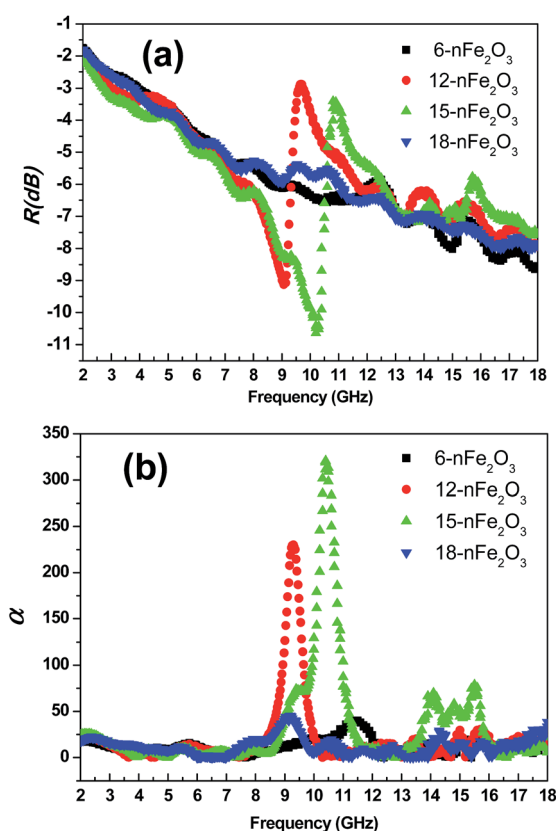 (a)
6-nFe₂O₃
12-nFe₂O₃
15-nFe₂O₃
18-nFe₂O₃
R(dB)
-1
-2
-3
-4
-5
-6
-7
-8
-9
-10
-11
2 3 4 5 6 7 8 9 10 11 12 13 14 15 16 17 18
Frequency (GHz)
(b)
6-nFe₂O₃
12-nFe₂O₃
15-nFe₂O₃
18-nFe₂O₃
α
350
300
250
200
150
100
50
0
2 3 4 5 6 7 8 9 10 11 12 13 14 15 16 17 18
Frequency (GHz)